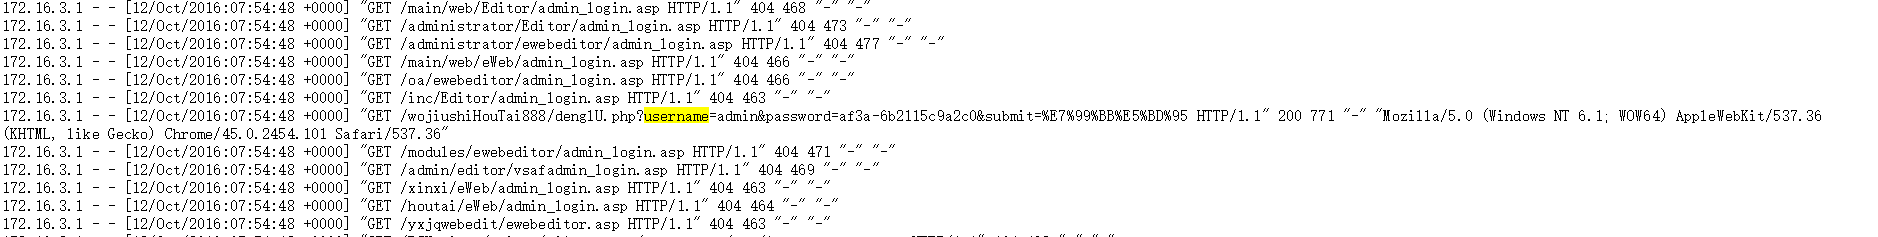 172.16.3.1 - - [12/Oct/2016:07:54:48 +0000] "GET /main/web/Editor/admin_login.asp HTTP/1.1" 404 468 "-" "-"
172.16.3.1 - - [12/Oct/2016:07:54:48 +0000] "GET /administrator/Editor/admin_login.asp HTTP/1.1" 404 473 "-" "-"
172.16.3.1 - - [12/Oct/2016:07:54:48 +0000] "GET /administrator/ewebeditor/admin_login.asp HTTP/1.1" 404 477 "-" "-"
172.16.3.1 - - [12/Oct/2016:07:54:48 +0000] "GET /main/web/eWeb/admin_login.asp HTTP/1.1" 404 466 "-" "-"
172.16.3.1 - - [12/Oct/2016:07:54:48 +0000] "GET /oa/ewebeditor/admin_login.asp HTTP/1.1" 404 466 "-" "-"
172.16.3.1 - - [12/Oct/2016:07:54:48 +0000] "GET /inc/Editor/admin_login.asp HTTP/1.1" 404 463 "-" "-"
172.16.3.1 - - [12/Oct/2016:07:54:48 +0000] "GET /wojiushiHouTai888/denglU.php?username=admin&password=af3a-6b2115c9a2c0&submit=%E7%99%BB%E5%BD%95 HTTP/1.1" 200 771 "-" "Mozilla/5.0 (Windows NT 6.1; WOW64) AppleWebKit/537.36
(KHTML, like Gecko) Chrome/45.0.2454.101 Safari/537.36"
172.16.3.1 - - [12/Oct/2016:07:54:48 +0000] "GET /modules/ewebeditor/admin_login.asp HTTP/1.1" 404 471 "-" "-"
172.16.3.1 - - [12/Oct/2016:07:54:48 +0000] "GET /admin/editor/vsafadmin_login.asp HTTP/1.1" 404 469 "-" "-"
172.16.3.1 - - [12/Oct/2016:07:54:48 +0000] "GET /xinxi/eWeb/admin_login.asp HTTP/1.1" 404 463 "-" "-"
172.16.3.1 - - [12/Oct/2016:07:54:48 +0000] "GET /houtai/eWeb/admin_login.asp HTTP/1.1" 404 464 "-" "-"
172.16.3.1 - - [12/Oct/2016:07:54:48 +0000] "GET /yxjqwebedit/ewebeditor.asp HTTP/1.1" 404 463 "-" "-"